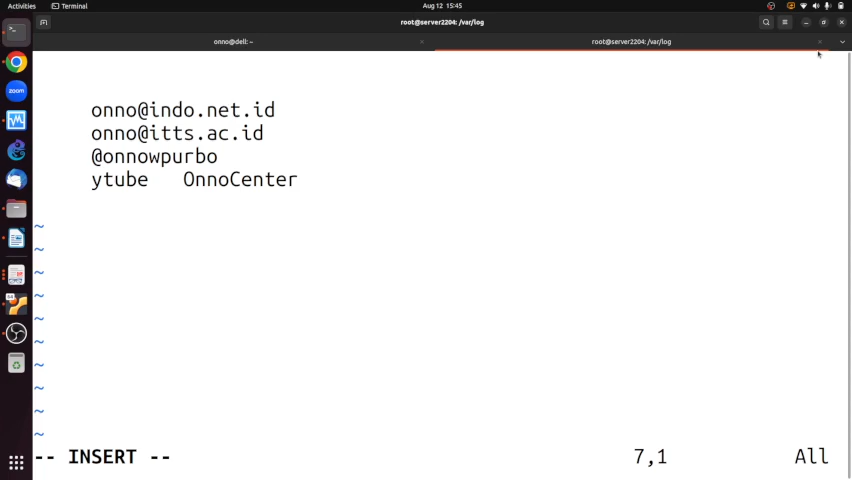 Activities
Terminal
Aug 12 15:45
root@server2204: /var/log
onno@dell: ~
root@server2204: /var/log
onno@indo.net.id
onno@itts.ac.id
@onnowpurbo
ytube OnnoCenter
~
~
~
~
~
~
~
~
~
~
-- INSERT -- 7,1 All
zoom